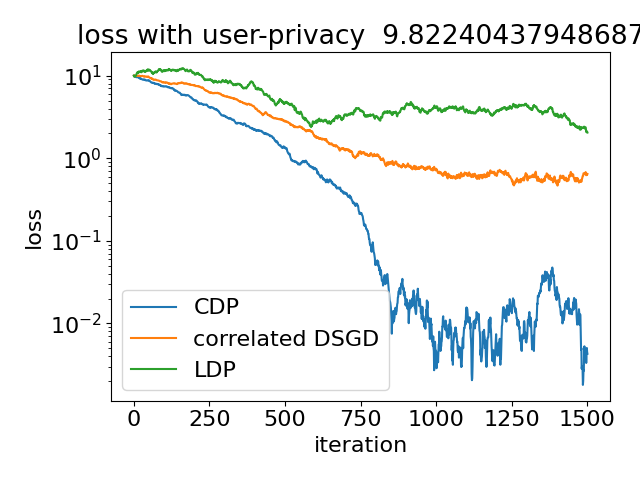 loss with user-privacy 9.82240437948687
loss
10¹
10⁰
10⁻¹
10⁻²
CDP
correlated DSGD
LDP
0 250 500 750 1000 1250 1500
iteration